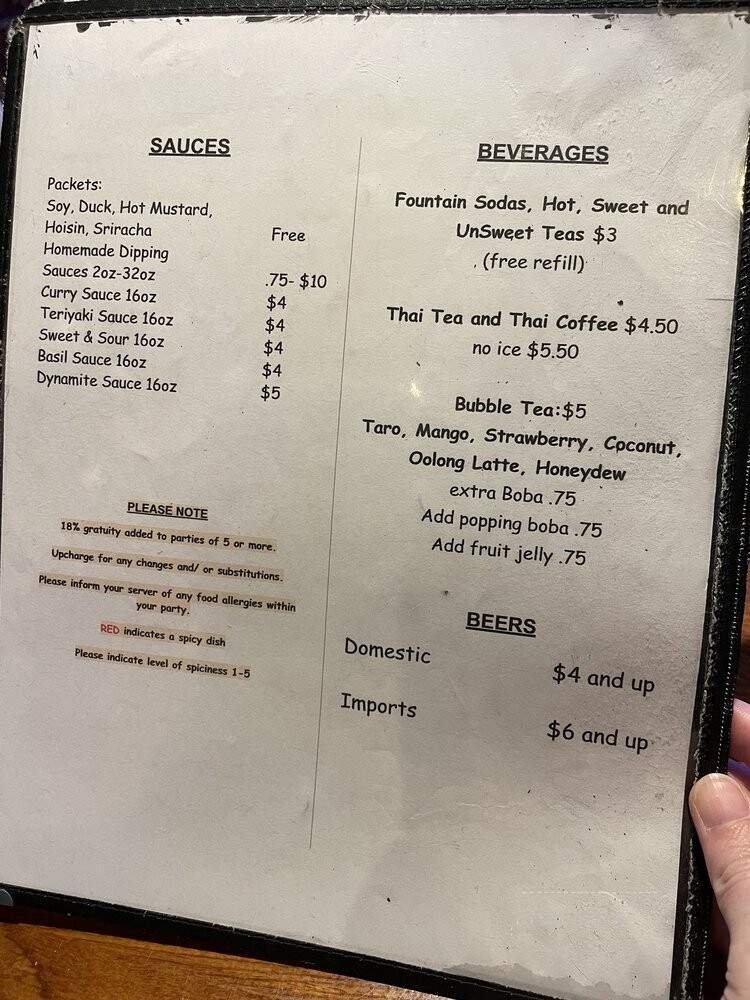 SAUCES
Packets:
Soy, Duck, Hot Mustard,
Hoisin, Sriracha Free
Homemade Dipping
Sauces 2oz-32oz .75- $10
Curry Sauce 16oz $4
Teriyaki Sauce 16oz $4
Sweet & Sour 16oz $4
Basil Sauce 16oz $4
Dynamite Sauce 16oz $5
PLEASE NOTE
18% gratuity added to parties of 5 or more.
Upcharge for any changes and/ or substitutions.
Please inform your server of any food allergies within
your party.
RED indicates a spicy dish
Please indicate level of spiciness 1-5
BEVERAGES
Fountain Sodas, Hot, Sweet and
UnSweet Teas $3
(free refill)
Thai Tea and Thai Coffee $4.50
no ice $5.50
Bubble Tea:$5
Taro, Mango, Strawberry, Coconut,
Oolong Latte, Honeydew
extra Boba .75
Add popping boba .75
Add fruit jelly .75
BEERS
Domestic $4 and up
Imports $6 and up